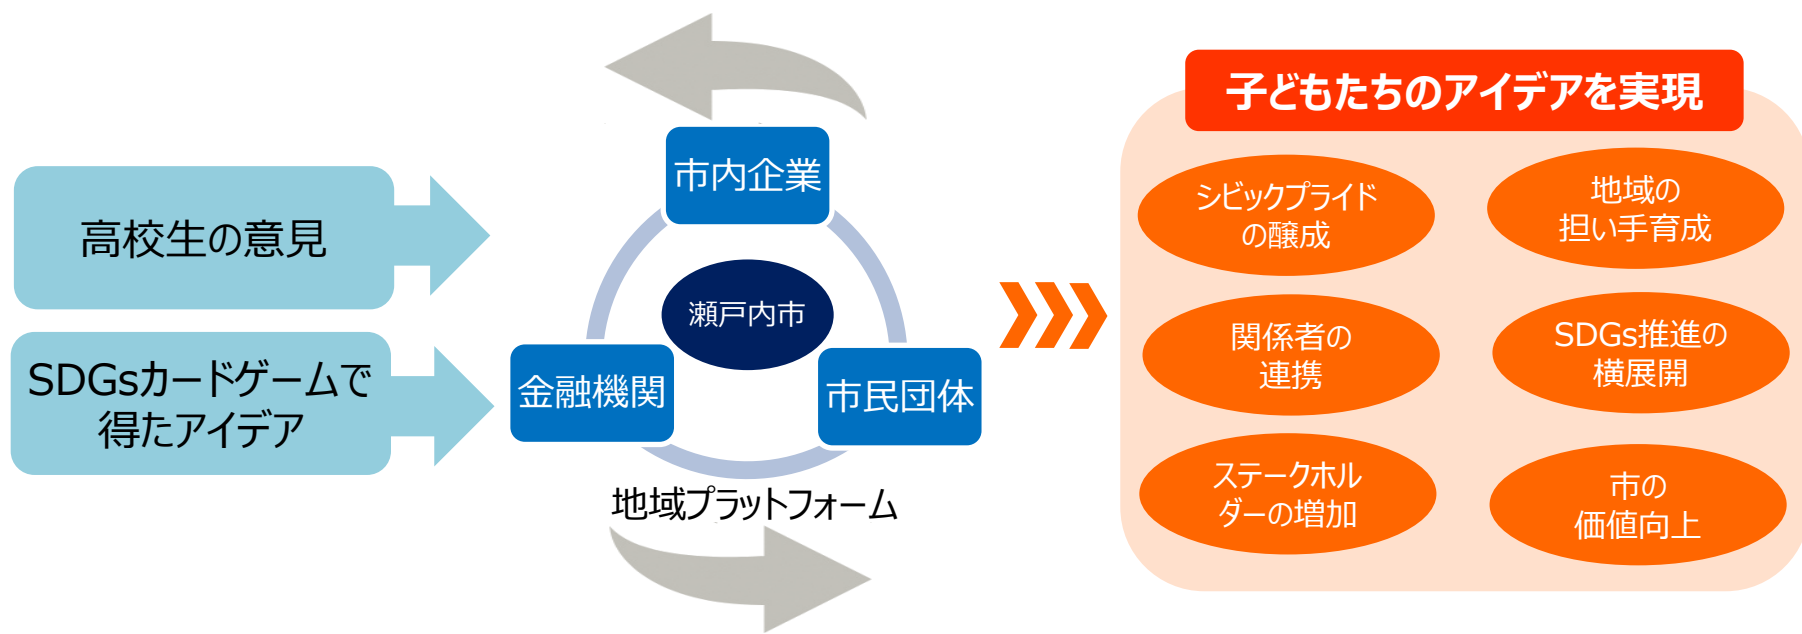 高校生の意見
SDGsカードゲームで
得たアイデア
市内企業
瀬戸内市
金融機関
市民団体
地域プラットフォーム
子どもたちのアイデアを実現
シビックプライド
の醸成
地域の
担い手育成
関係者の
連携
SDGs推進の
横展開
ステークホル
ダーの増加
市の
価値向上